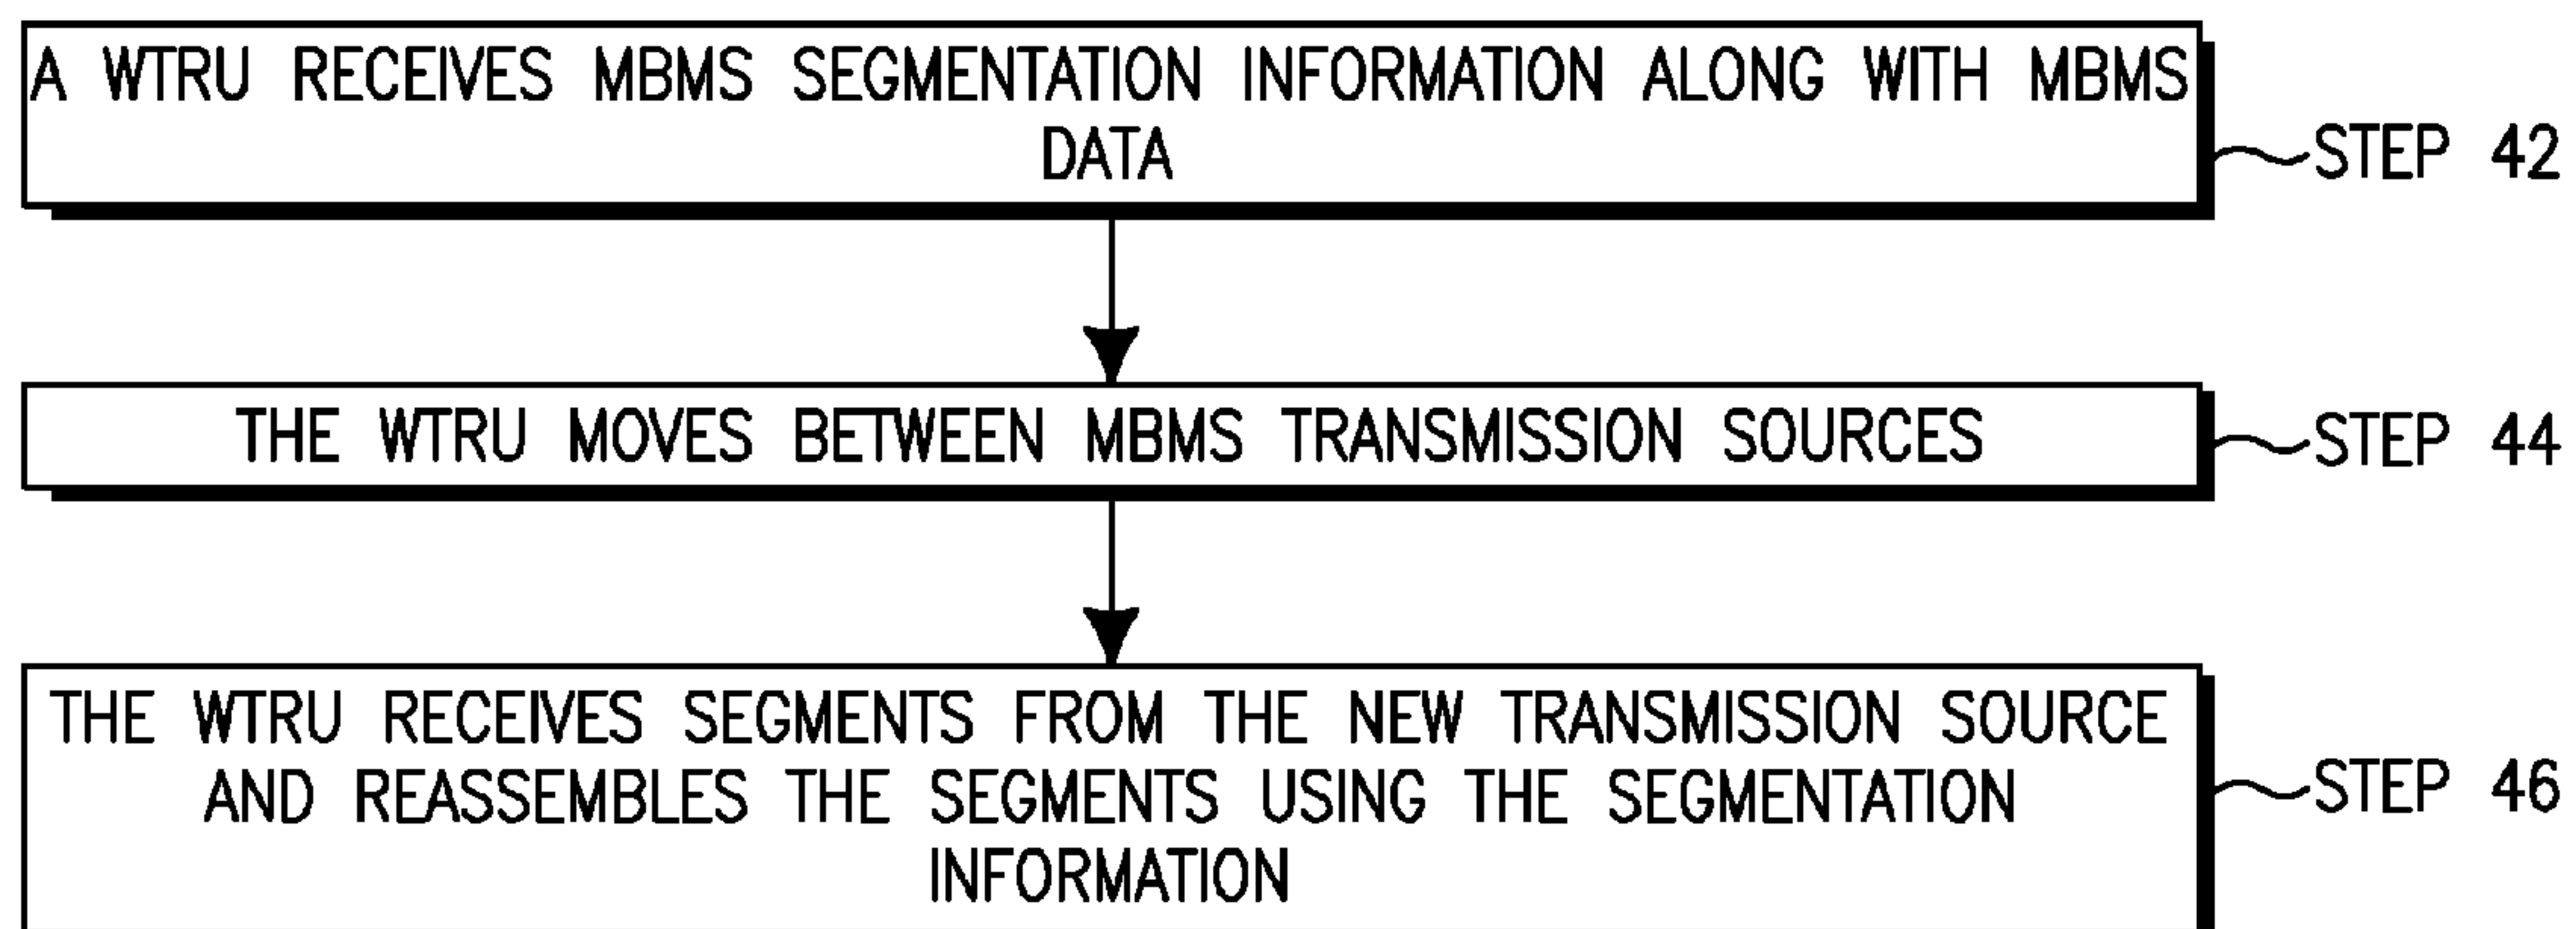 A WTRU RECEIVES MBMS SEGMENTATION INFORMATION ALONG WITH MBMS
DATA
STEP 42
THE WTRU MOVES BETWEEN MBMS TRANSMISSION SOURCES
STEP 44
THE WTRU RECEIVES SEGMENTS FROM THE NEW TRANSMISSION SOURCE
AND REASSEMBLES THE SEGMENTS USING THE SEGMENTATION
INFORMATION
STEP 46